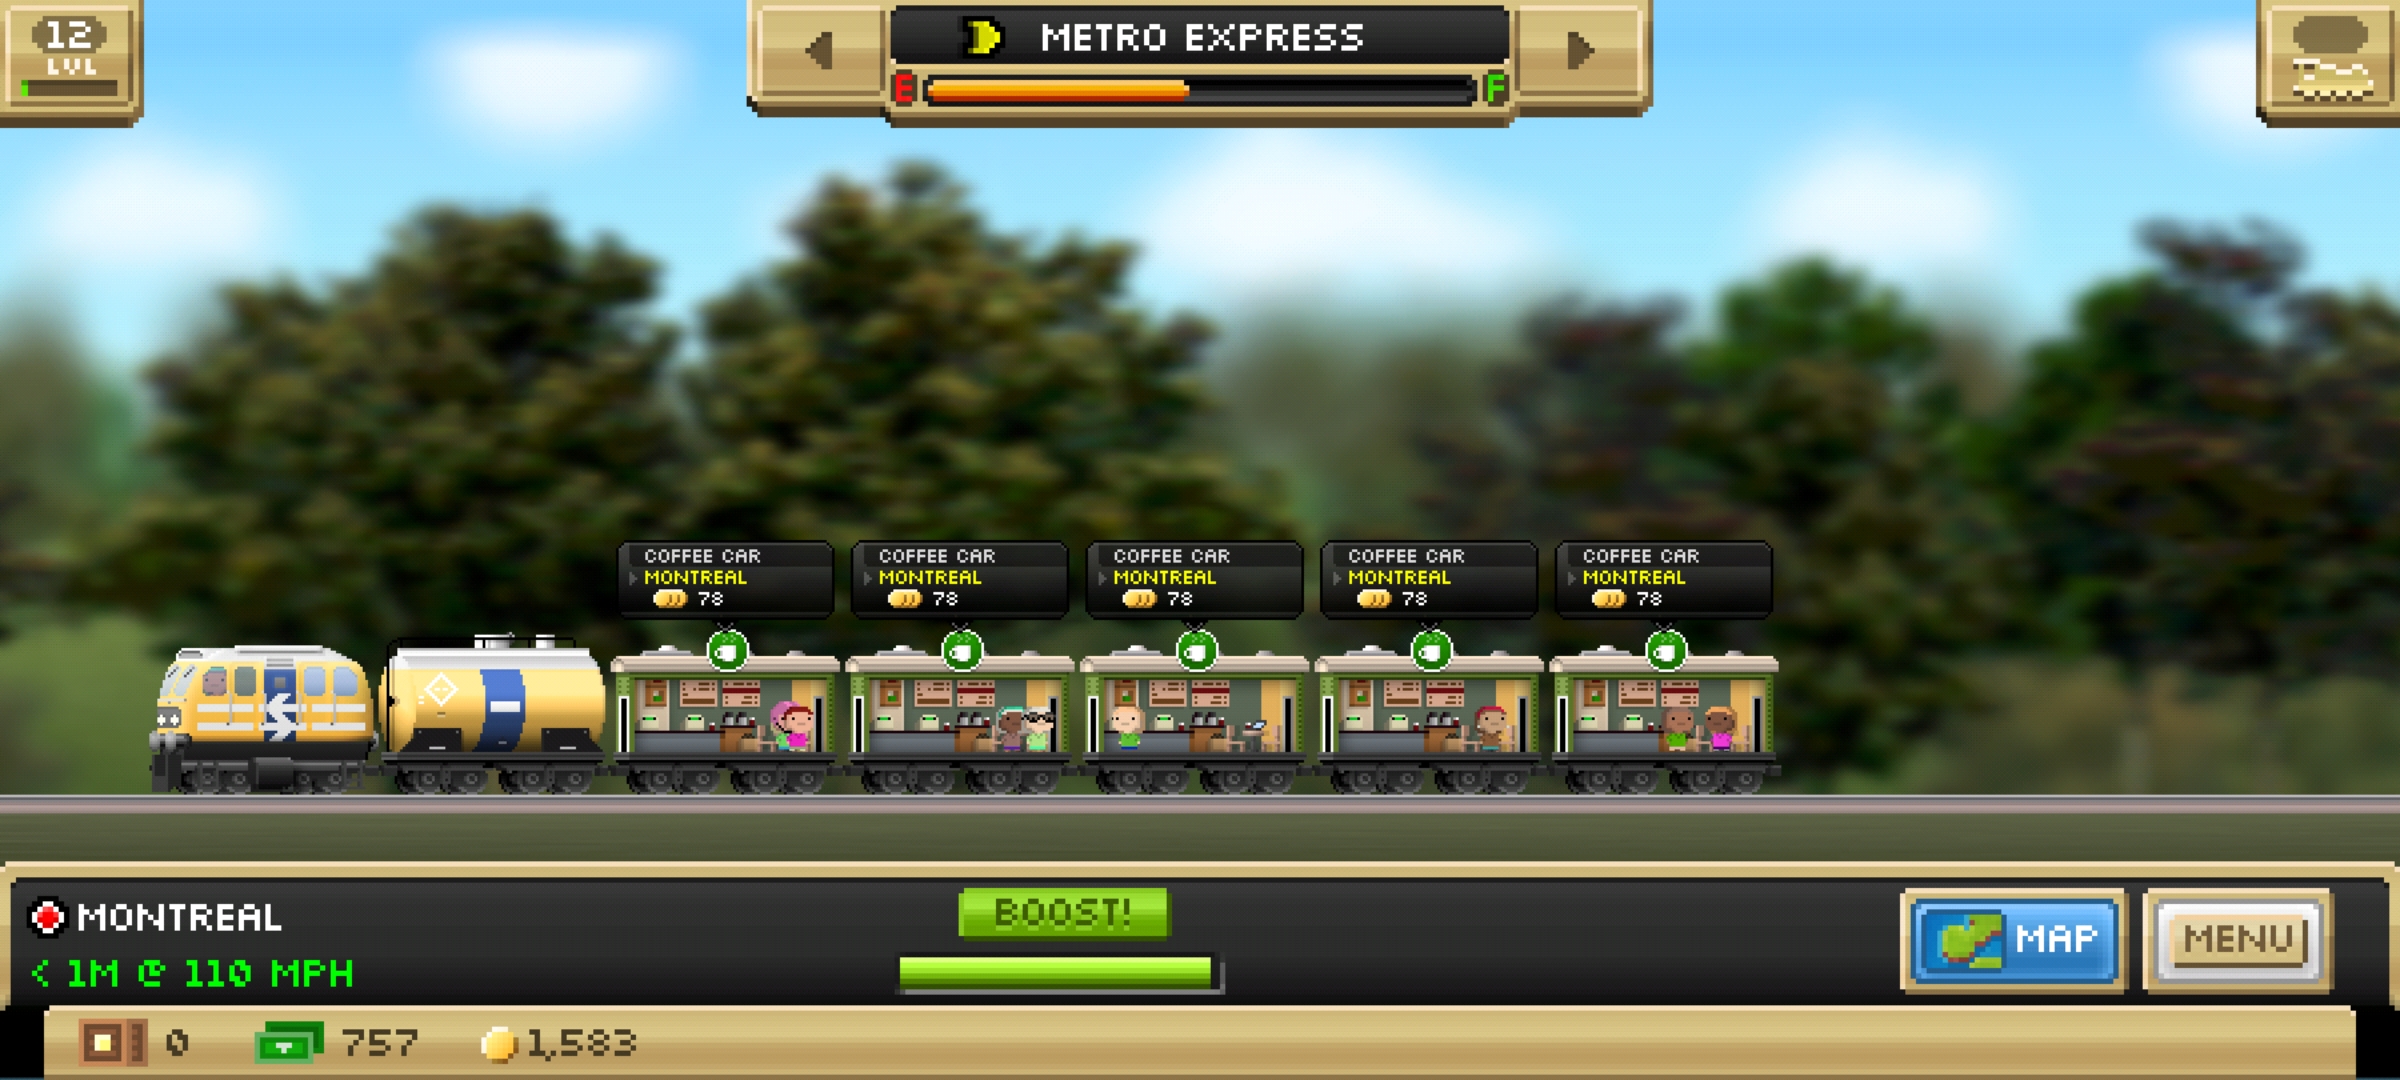 12
LVL
METRO EXPRESS
E F
COFFEE CAR
MONTREAL
78
COFFEE CAR
MONTREAL
78
COFFEE CAR
MONTREAL
78
COFFEE CAR
MONTREAL
78
COFFEE CAR
MONTREAL
78
MONTREAL
< 1M @ 110 MPH
BOOST!
MAP
MENU
0 757 1,583